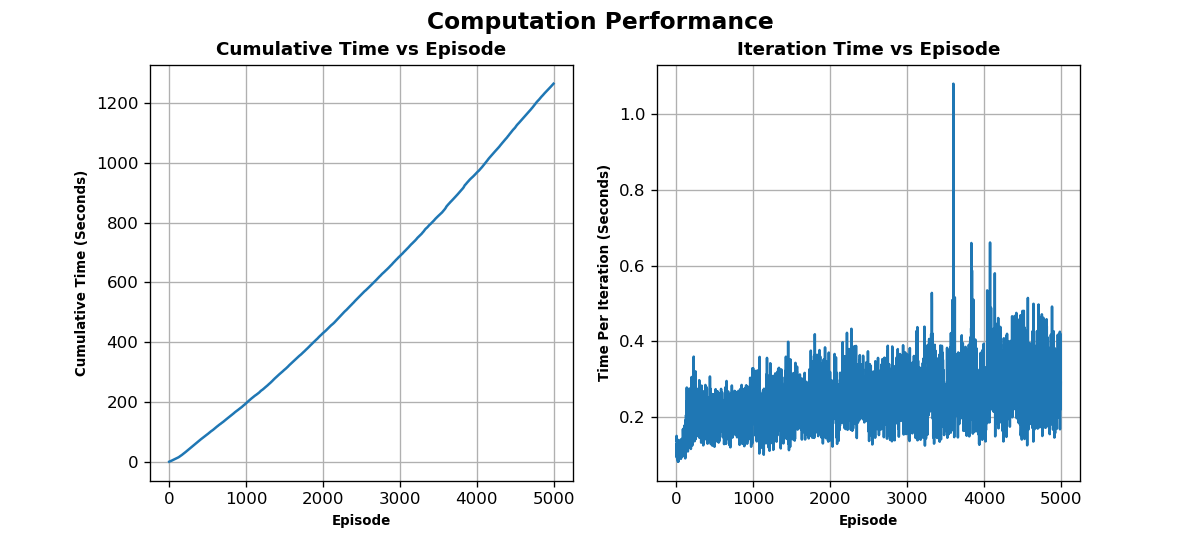 Computation Performance
Cumulative Time vs Episode
Cumulative Time (Seconds)
1200
1000
800
600
400
200
0
0 1000 2000 3000 4000 5000
Episode
Iteration Time vs Episode
Time Per Iteration (Seconds)
1.0
0.8
0.6
0.4
0.2
0 1000 2000 3000 4000 5000
Episode